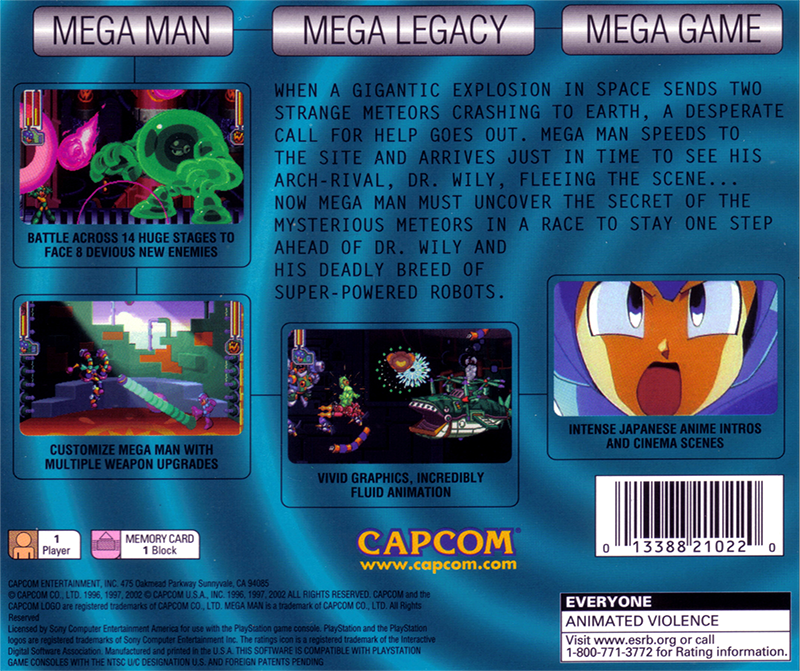 MEGA MAN
MEGA LEGACY
MEGA GAME
WHEN A GIGANTIC EXPLOSION IN SPACE SENDS TWO
STRANGE METEORS CRASHING TO EARTH, A DESPERATE
CALL FOR HELP GOES OUT. MEGA MAN SPEEDS TO
THE SITE AND ARRIVES JUST IN TIME TO SEE HIS
ARCH-RIVAL, DR. WILY, FLEEING THE SCENE...
NOW MEGA MAN MUST UNCOVER THE SECRET OF THE
MYSTERIOUS METEORS IN A RACE TO STAY ONE STEP
AHEAD OF DR. WILY AND
HIS DEADLY BREED OF
SUPER-POWERED ROBOTS.
BATTLE ACROSS 14 HUGE STAGES TO
FACE 8 DEVIOUS NEW ENEMIES
CUSTOMIZE MEGA MAN WITH
MULTIPLE WEAPON UPGRADES
VIVID GRAPHICS, INCREDIBLY
FLUID ANIMATION
INTENSE JAPANESE ANIME INTROS
AND CINEMA SCENES
1
Player
MEMORY CARD
1 Block
CAPCOM®
www.capcom.com
0 13388 21022 0
CAPCOM ENTERTAINMENT, INC. 475 Oakmead Parkway Sunnyvale, CA 94085
© CAPCOM CO., LTD. 1996, 1997, 2002 © CAPCOM U.S.A., INC. 1996, 1997, 2002 ALL RIGHTS RESERVED. CAPCOM and the
CAPCOM LOGO are registered trademarks of CAPCOM CO., LTD. MEGA MAN is a trademark of CAPCOM CO., LTD. All Rights
Reserved
Licensed by Sony Computer Entertainment America for use with the PlayStation game console. PlayStation and the PlayStation
logos are registered trademarks of Sony Computer Entertainment Inc. The ratings icon is a registered trademark of the Interactive
Digital Software Association. Manufactured and printed in the U.S.A. THIS SOFTWARE IS COMPATIBLE WITH PLAYSTATION
GAME CONSOLES WITH THE NTSC U/C DESIGNATION U.S. AND FOREIGN PATENTS PENDING
EVERYONE
ANIMATED VIOLENCE
Visit www.esrb.org or call
1-800-771-3772 for Rating information.